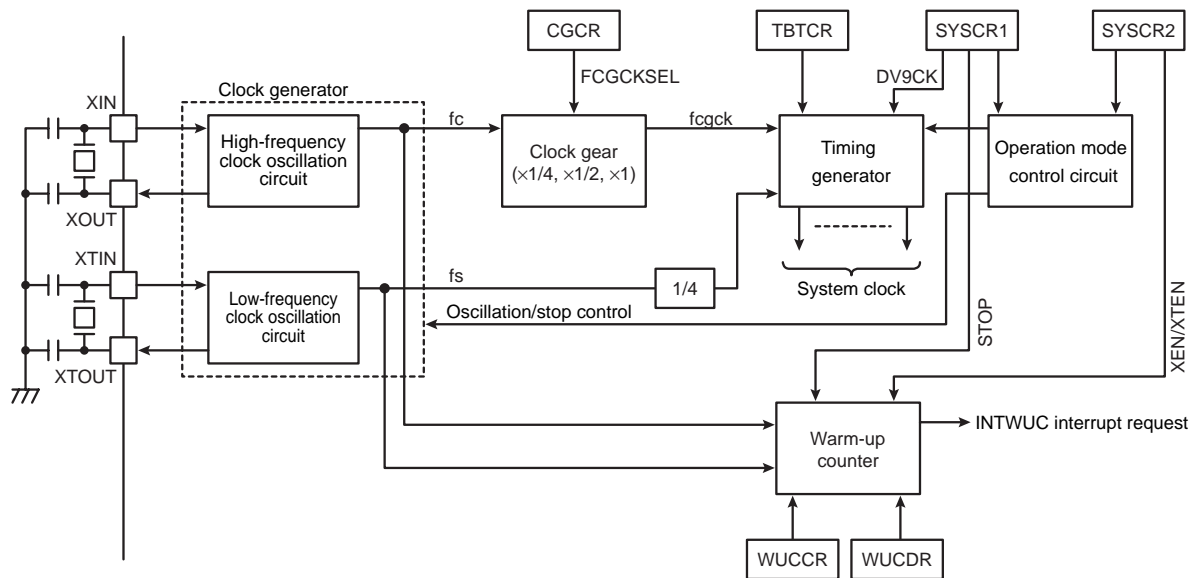 CGCR
TBTCR
SYSCR1
SYSCR2
FCGCKSEL
DV9CK
Clock generator
XIN
High-frequency
clock oscillation
circuit
fc
Clock gear
(×1/4, ×1/2, ×1)
fcgck
Timing
generator
Operation mode
control circuit
XOUT
XTIN
Low-frequency
clock oscillation
circuit
fs
1/4
System clock
Oscillation/stop control
STOP
XEN/XTEN
XTOUT
Warm-up
counter
INTWUC interrupt request
WUCCR
WUCDR